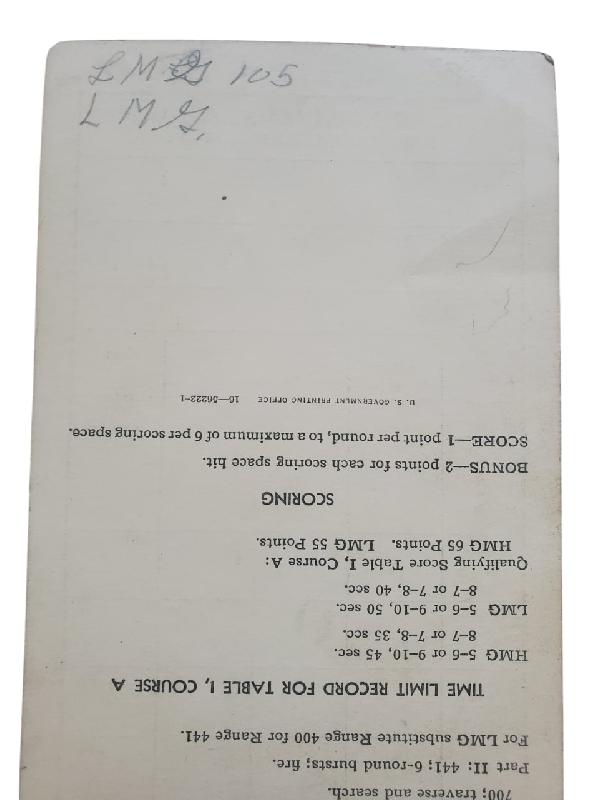 LMG 105
LMG.
700; traverse and search.
Part II: 441; 6-round bursts; fire.
For LMG substitute Range 400 for Range 441.
TIME LIMIT RECORD FOR TABLE I, COURSE A
HMG 5–6 or 9–10, 45 sec.
8–7 or 7–8, 35 sec.
LMG 5–6 or 9–10, 50 sec.
8–7 or 7–8, 40 sec.
Qualifying Score Table I, Course A:
HMG 65 Points. LMG 55 Points.
SCORING
BONUS—2 points for each scoring space hit.
SCORE—1 point per round, to a maximum of 6 per scoring space.
U. S. GOVERNMENT PRINTING OFFICE 16—56222-1